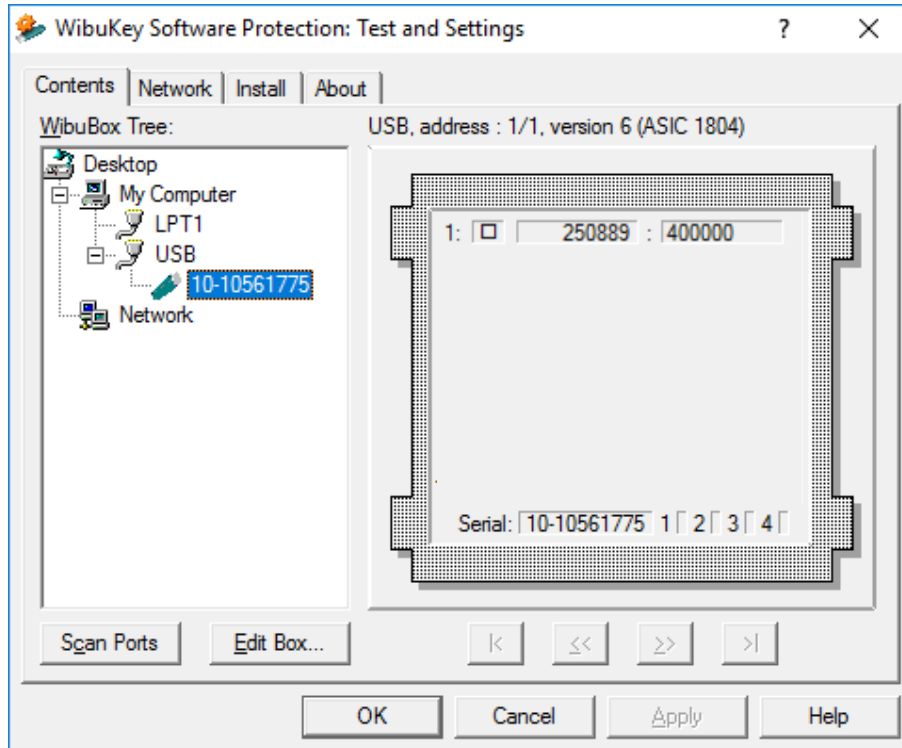 WibuKey Software Protection: Test and Settings ? X
Contents Network Install About
WibuBox Tree:
USB, address : 1/1, version 6 (ASIC 1804)
Desktop
My Computer
LPT1
USB
10-10561775
Network
1: 250889 : 400000
Serial: 10-10561775 1 2 3 4
Scan Ports Edit Box... |< << >> >|
OK Cancel Apply Help